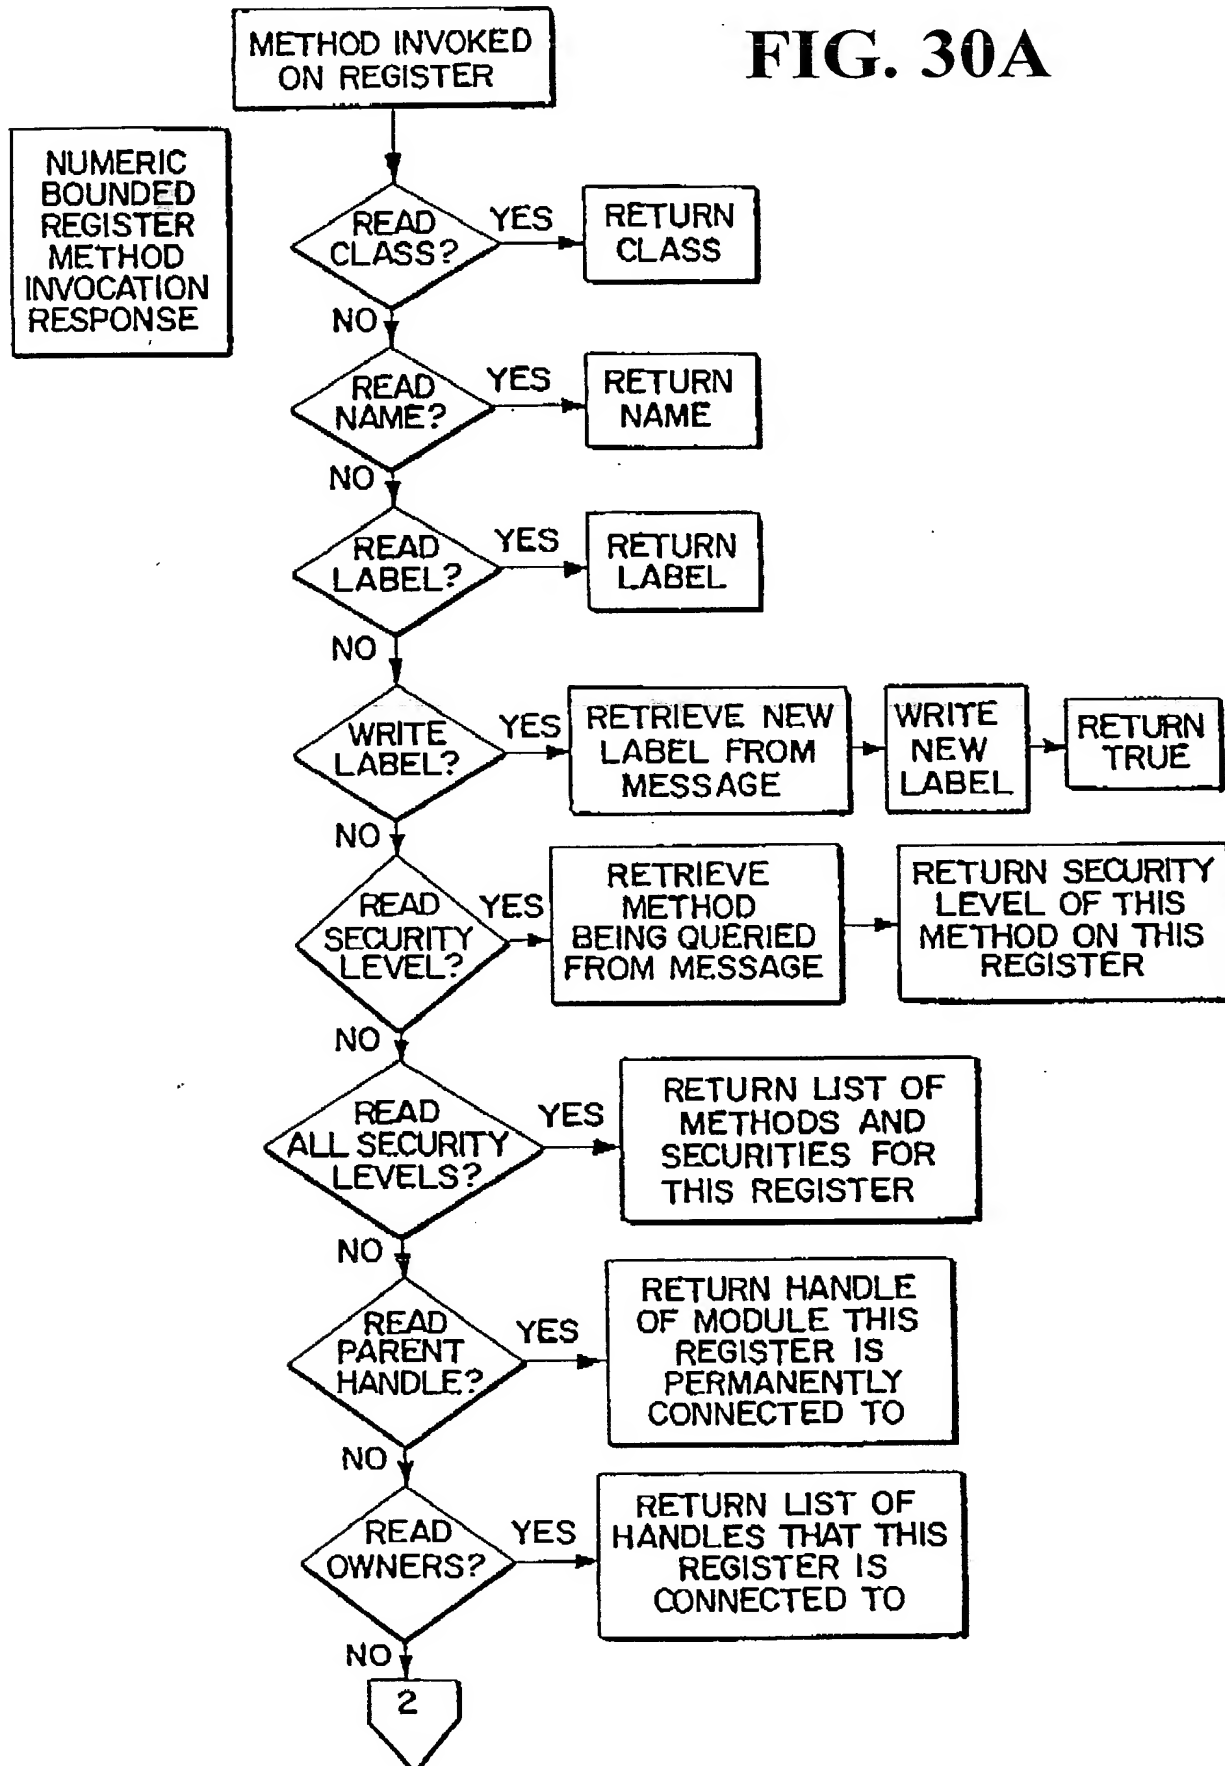 FIG. 30A
METHOD INVOKED
ON REGISTER
NUMERIC
BOUNDED
REGISTER
METHOD
INVOCATION
RESPONSE
READ
CLASS?
YES
RETURN
CLASS
NO
READ
NAME?
YES
RETURN
NAME
NO
READ
LABEL?
YES
RETURN
LABEL
NO
WRITE
LABEL?
YES
RETRIEVE NEW
LABEL FROM
MESSAGE
WRITE
NEW
LABEL
RETURN
TRUE
NO
READ
SECURITY
LEVEL?
YES
RETRIEVE
METHOD
BEING QUERIED
FROM MESSAGE
RETURN SECURITY
LEVEL OF THIS
METHOD ON THIS
REGISTER
NO
READ
ALL SECURITY
LEVELS?
YES
RETURN LIST OF
METHODS AND
SECURITIES FOR
THIS REGISTER
NO
READ
PARENT
HANDLE?
YES
RETURN HANDLE
OF MODULE THIS
REGISTER IS
PERMANENTLY
CONNECTED TO
NO
READ
OWNERS?
YES
RETURN LIST OF
HANDLES THAT THIS
REGISTER IS
CONNECTED TO
NO
2